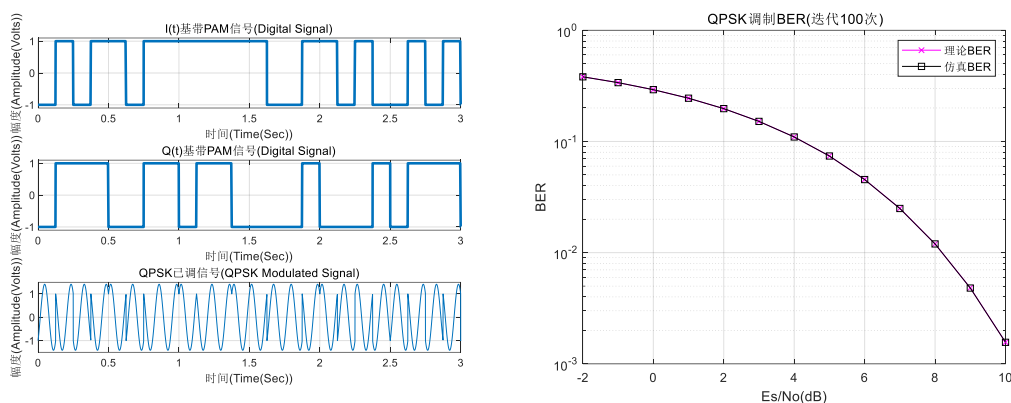 I(t)基带PAM信号(Digital Signal)
幅度(Amplitude(Volts))
1
0
-1
0 0.5 1 1.5 2 2.5 3
时间(Time(Sec))
Q(t)基带PAM信号(Digital Signal)
幅度(Amplitude(Volts))
1
0
-1
0 0.5 1 1.5 2 2.5 3
时间(Time(Sec))
QPSK已调信号(QPSK Modulated Signal)
幅度(Amplitude(Volts))
1
0
-1
0 0.5 1 1.5 2 2.5 3
时间(Time(Sec))
QPSK调制BER(迭代100次)
理论BER
仿真BER
BER
10^0
10^-1
10^-2
10^-3
-2 0 2 4 6 8 10
Es/No(dB)